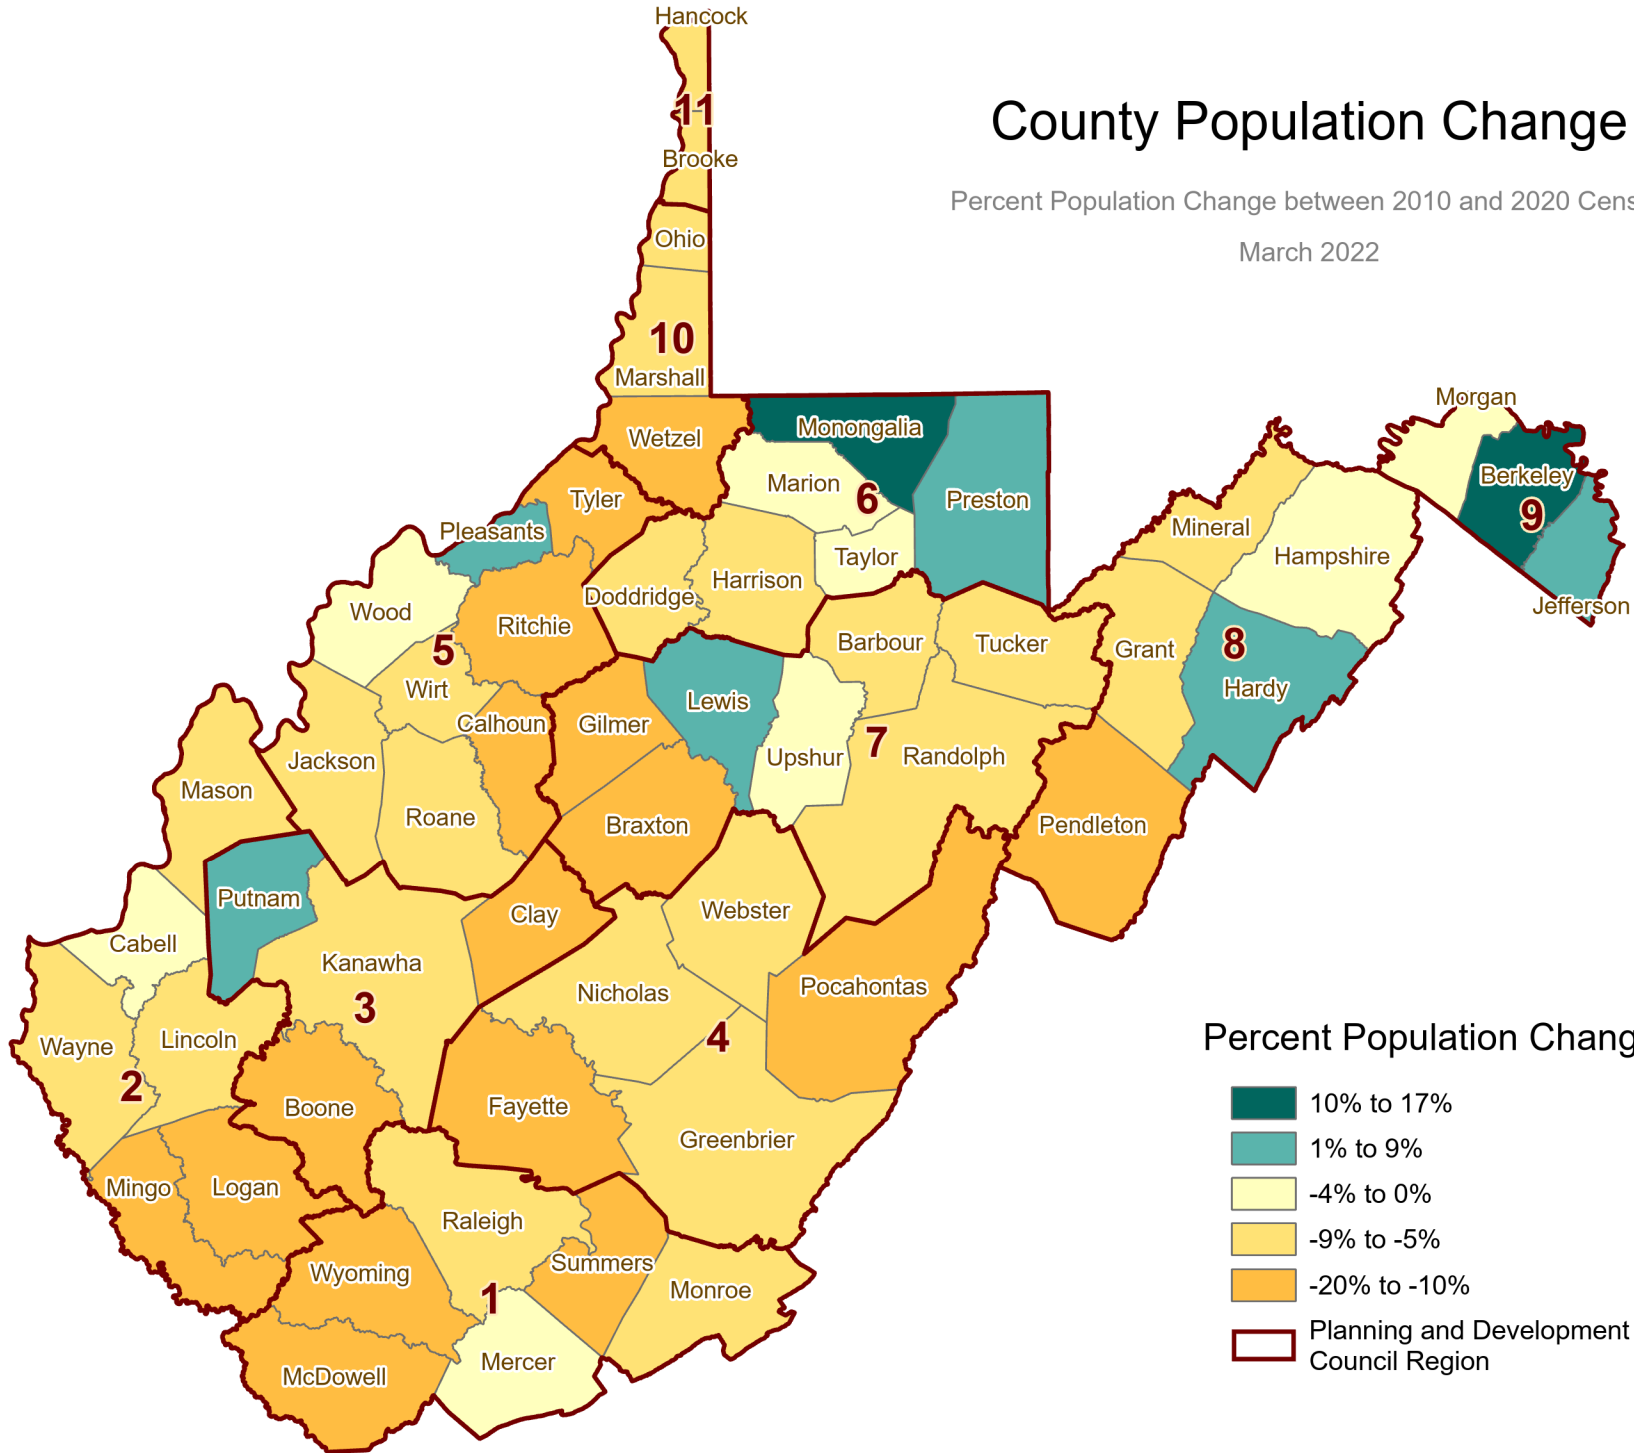 Hancock
11
County Population Change
Brooke
Percent Population Change between 2010 and 2020 Cens
Ohio
March 2022
10
Marshall
Morgan
Wetzel
Monongalia
Berkeley
Marion
6
Tyler
Preston
9
Pleasants
Mineral
Taylor
Hampshire
Harrison
Doddridge
Jefferson
Wood
Ritchie
5
Barbour
Tucker
Grant
8
Wirt
Hardy
Lewis
Calhoun
Gilmer
7
Jackson
Upshur
Randolph
Mason
Roane
Braxton
Pendleton
Putnam
Clay
Webster
Cabell
Kanawha
Pocahontas
Nicholas
3
Wayne
Lincoln
4
2
Boone
Fayette
Greenbrier
Mingo
Logan
Raleigh
Wyoming
Summers
Monroe
1
Mercer
McDowell
Percent Population Chang
10% to 17%
1% to 9%
-4% to 0%
-9% to -5%
-20% to -10%
Planning and Development
Council Region